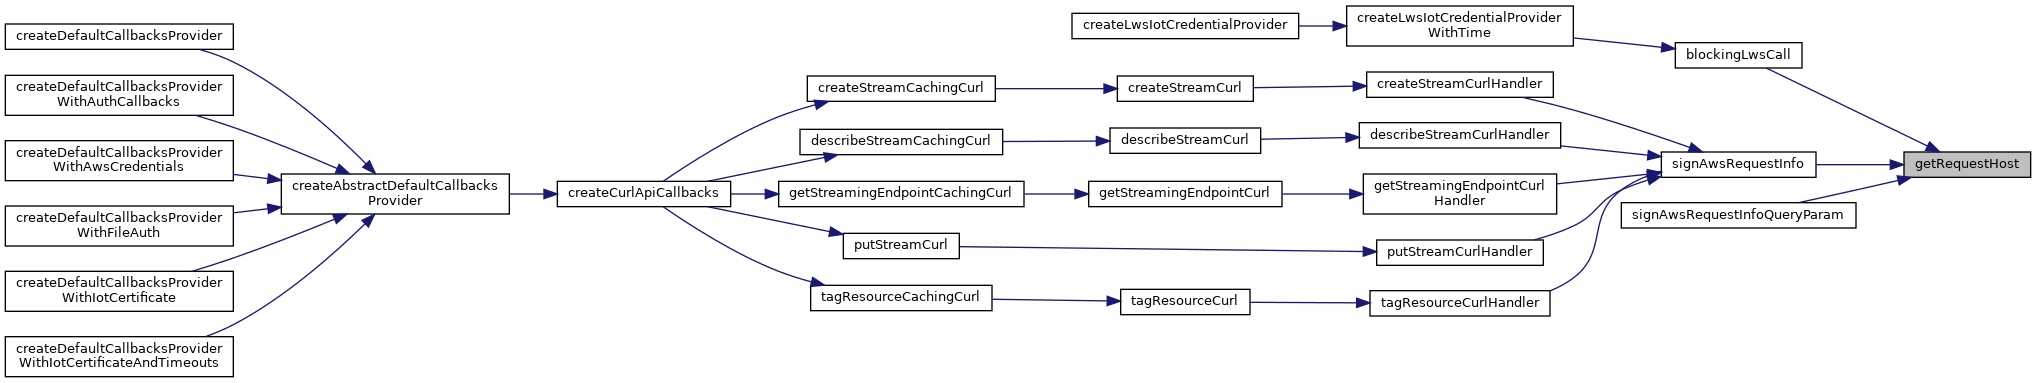 createDefaultCallbacksProvider
createDefaultCallbacksProvider
WithAuthCallbacks
createDefaultCallbacksProvider
WithAwsCredentials
createDefaultCallbacksProvider
WithFileAuth
createDefaultCallbacksProvider
WithIotCertificate
createDefaultCallbacksProvider
WithIotCertificateAndTimeouts
createAbstractDefaultCallbacks
Provider
createCurlApiCallbacks
createStreamCachingCurl
describeStreamCachingCurl
getStreamingEndpointCachingCurl
putStreamCurl
tagResourceCachingCurl
createLwsIotCredentialProvider
createStreamCurl
describeStreamCurl
getStreamingEndpointCurl
tagResourceCurl
createLwsIotCredentialProvider
WithTime
createStreamCurlHandler
describeStreamCurlHandler
getStreamingEndpointCurl
Handler
putStreamCurlHandler
tagResourceCurlHandler
blockingLwsCall
signAwsRequestInfo
signAwsRequestInfoQueryParam
getRequestHost